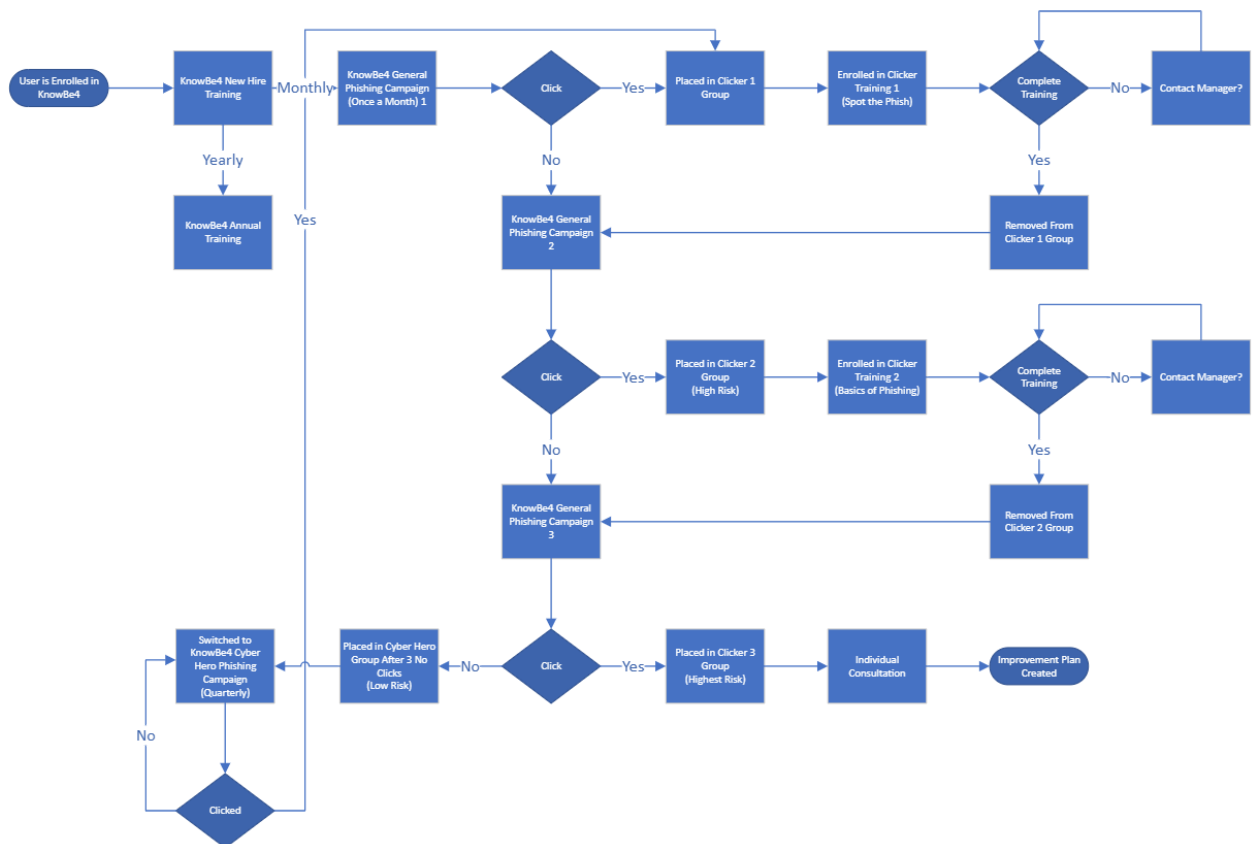 User is Enrolled in
KnowBe4
KnowBe4 New Hire
Training
Monthly
KnowBe4 General
Phishing Campaign
(Once a Month) 1
Click
Yes
Placed in Clicker 1
Group
Enrolled in Clicker
Training 1
(Spot the Phish)
Complete
Training
No
Contact Manager?
Yearly
No
Yes
KnowBe4 Annual
Training
Yes
KnowBe4 General
Phishing Campaign
2
Removed From
Clicker 1 Group
Click
Yes
Placed in Clicker 2
Group
(High Risk)
Enrolled in Clicker
Training 2
(Basics of Phishing)
Complete
Training
No
Contact Manager?
No
Yes
KnowBe4 General
Phishing Campaign
3
Removed From
Clicker 2 Group
Switched to
KnowBe4 Cyber
Hero Phishing
Campaign
(Quarterly)
Placed in Cyber Hero
Group After 3 No
Clicks
(Low Risk)
No
Click
Yes
Placed in Clicker 3
Group
(Highest Risk)
Individual
Consultation
Improvement Plan
Created
No
Clicked